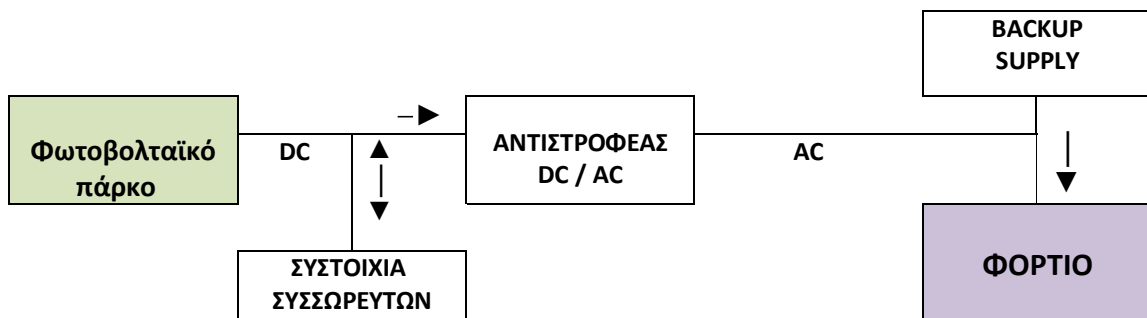 BACKUP
SUPPLY
Φωτοβολταϊκό
πάρκο
DC
ΑΝΤΙΣΤΡΟΦΕΑΣ
DC / AC
AC
ΣΥΣΤΟΙΧΙΑ
ΣΥΣΣΩΡΕΥΤΩΝ
ΦΟΡΤΙΟ